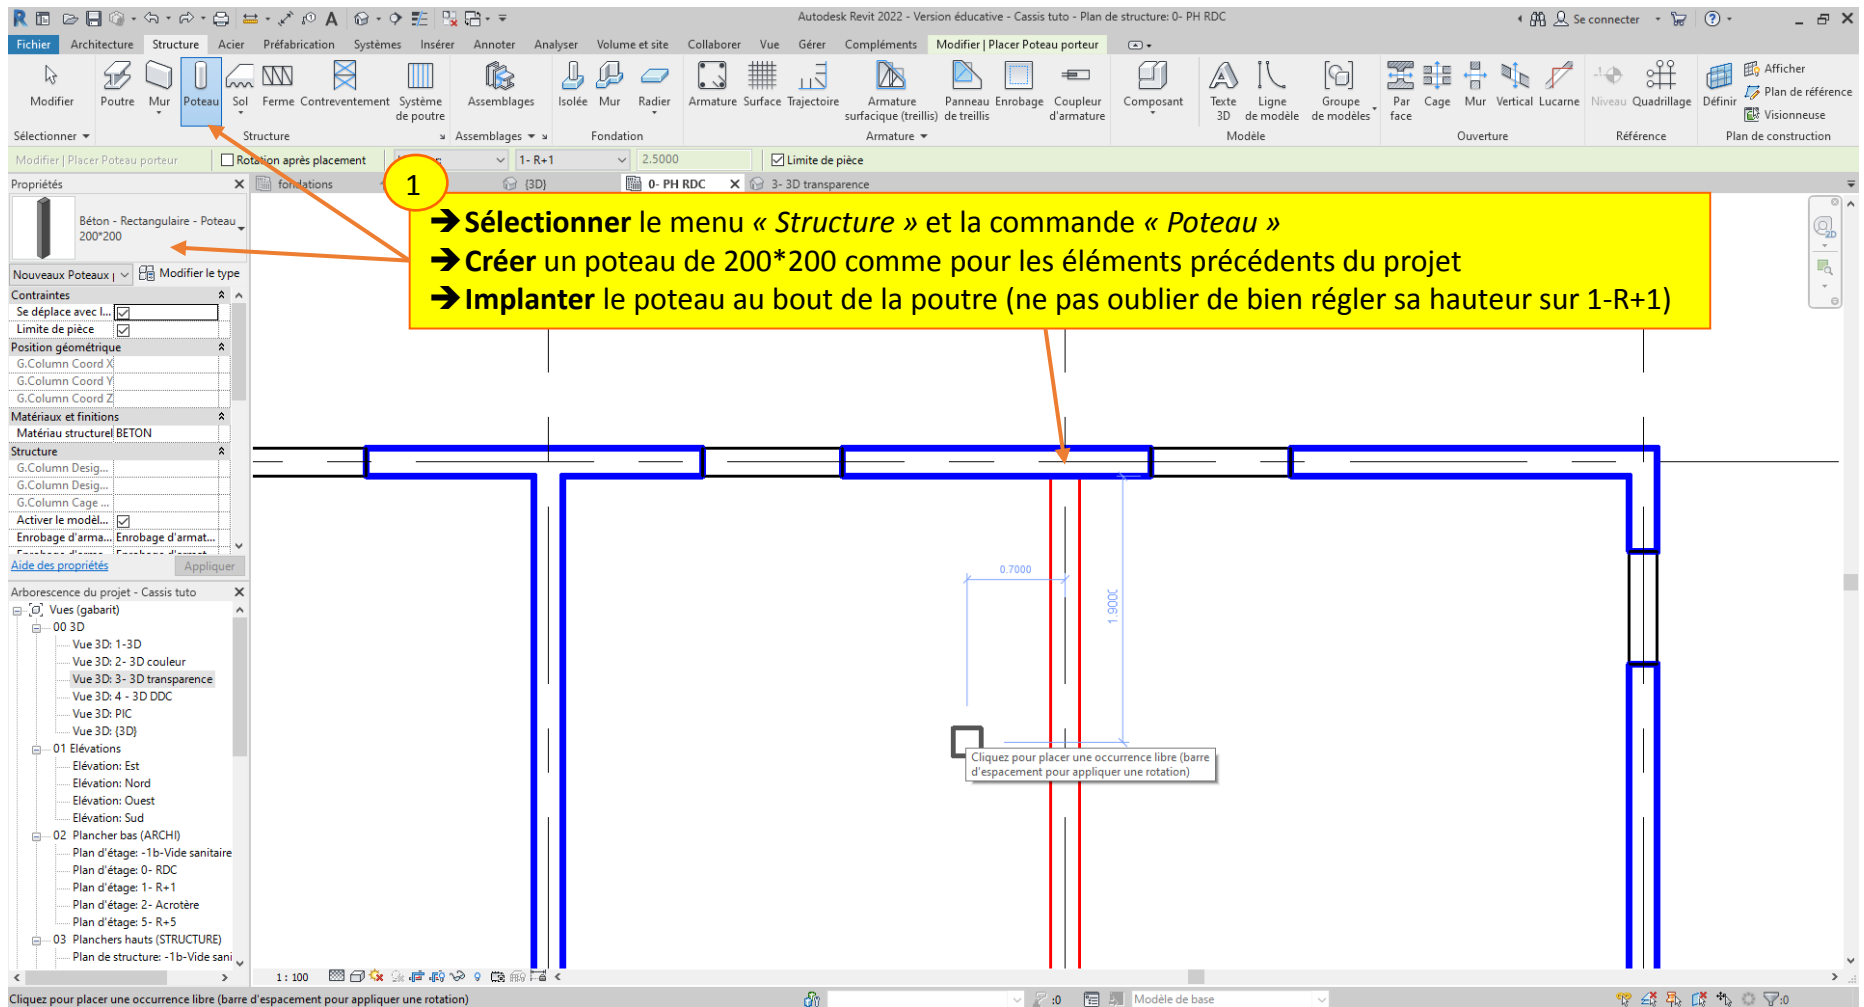 Autodesk Revit 2022 - Version éducative - Cassis tuto - Plan de structure: 0- PH RDC
Se connecter
Fichier Architecture Structure Acier Préfabrication Systèmes Insérer Annoter Analyser Volume et site Collaborer Vue Gérer Compléments Modifier | Placer Poteau porteur
Modifier Poutre Mur Poteau Sol Ferme Contreventement Système de poutre Assemblages Isolée Mur Radier Armature Surface Trajectoire Armature surfacique (treillis) Panneau de treillis Enrobage Coupleur d'armature Composant Texte 3D Ligne de modèle Groupe de modèles Par face Cage Mur Vertical Lucarne Niveau Quadrillage Définir
Afficher
Plan de référence
Visionneuse
Sélectionner Structure Assemblages Fondation Armature Modèle Ouverture Référence Plan de construction
Modifier | Placer Poteau porteur Rotation après placement 1- R+1 2.5000 Limite de pièce
Propriétés
fondations {3D} 0- PH RDC 3- 3D transparence
1
➔ Sélectionner le menu « Structure » et la commande « Poteau »
➔ Créer un poteau de 200*200 comme pour les éléments précédents du projet
➔ Implanter le poteau au bout de la poutre (ne pas oublier de bien régler sa hauteur sur 1-R+1)
Béton - Rectangulaire - Poteau
200*200
Nouveaux Poteaux Modifier le type
Contraintes
Se déplace avec l...
Limite de pièce
Position géométrique
G.Column Coord X
G.Column Coord Y
G.Column Coord Z
Matériaux et finitions
Matériau structurel BETON
Structure
G.Column Desig...
G.Column Desig...
G.Column Cage ...
Activer le modèl...
Enrobage d'arma... Enrobage d'armat...
Aide des propriétés Appliquer
Arborescence du projet - Cassis tuto
Vues (gabarit)
00 3D
Vue 3D: 1-3D
Vue 3D: 2- 3D couleur
Vue 3D: 3- 3D transparence
Vue 3D: 4 - 3D DDC
Vue 3D: PIC
Vue 3D: {3D}
01 Elévations
Elévation: Est
Elévation: Nord
Elévation: Ouest
Elévation: Sud
02 Plancher bas (ARCHI)
Plan d'étage: -1b-Vide sanitaire
Plan d'étage: 0- RDC
Plan d'étage: 1- R+1
Plan d'étage: 2- Acrotère
Plan d'étage: 5- R+5
03 Planchers hauts (STRUCTURE)
Plan de structure: -1b-Vide sani
2D
0.7000
1.9000
Cliquez pour placer une occurrence libre (barre
d'espacement pour appliquer une rotation)
1 : 100
Cliquez pour placer une occurrence libre (barre d'espacement pour appliquer une rotation)
:0
Modèle de base
:0